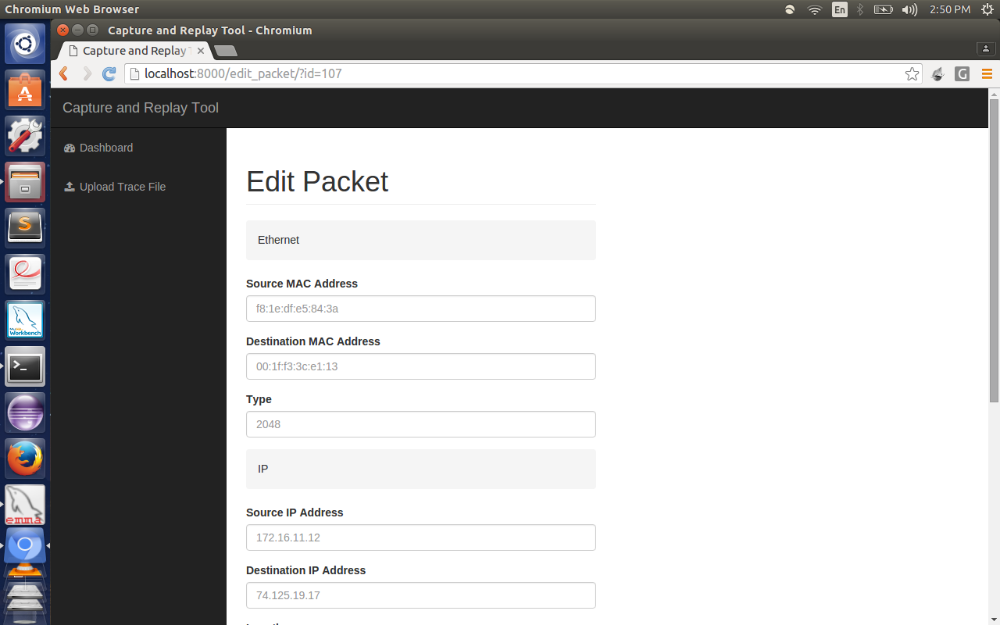 Chromium Web Browser
En
2:50 PM
Capture and Replay Tool - Chromium
Capture and Replay
localhost:8000/edit_packet/?id=107
G
Capture and Replay Tool
Dashboard
Upload Trace File
Edit Packet
Ethernet
Source MAC Address
f8:1e:df:e5:84:3a
Destination MAC Address
00:1f:f3:3c:e1:13
Type
2048
IP
Source IP Address
172.16.11.12
Destination IP Address
74.125.19.17
A
S
Workbench
>_
emma